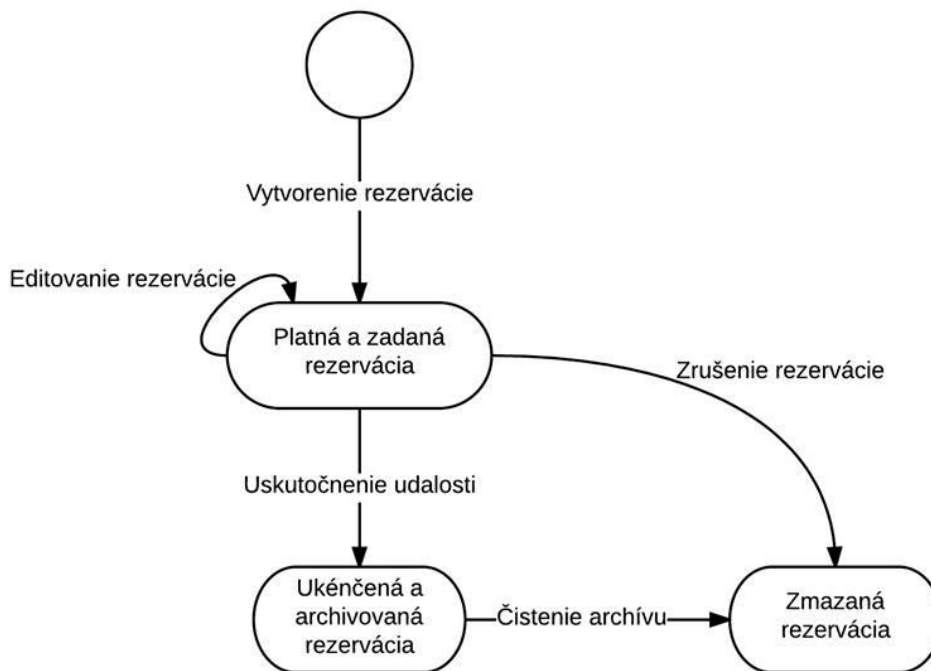 Vytvorenie rezervácie
Editovanie rezervácie
Platná a zadaná
rezervácia
Zrušenie rezervácie
Uskutočnenie udalosti
Ukénčená a
archivovaná
rezervácia
Čistenie archívu
Zmazaná
rezervácia